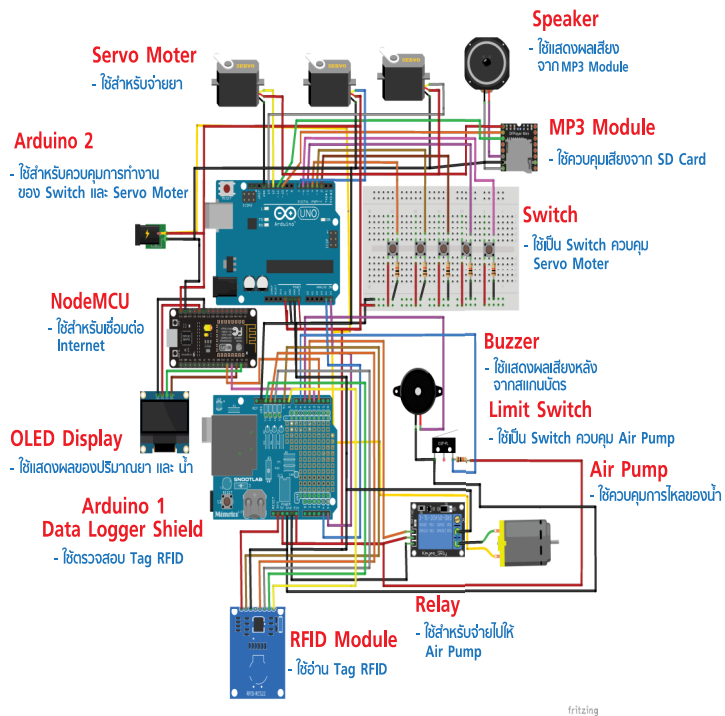 Speaker
- ใช้แสดงผลเสียง
จาก MP3 Module
Servo Moter
- ใช้สำหรับจ่ายยา
SERVO
SERVO
SERVO
MP3 Module
- ใช้ควบคุมเสียงจาก SD Card
Arduino 2
- ใช้สำหรับควบคุมการทำงาน
ของ Switch และ Servo Moter
UNO
Arduino
Switch
- ใช้เป็น Switch ควบคุม
Servo Moter
NodeMCU
- ใช้สำหรับเชื่อมต่อ
Internet
Buzzer
- ใช้แสดงผลเสียงหลัง
จากสแกนบัตร
Limit Switch
- ใช้เป็น Switch ควบคุม Air Pump
OLED Display
- ใช้แสดงผลของปริมาณยา และ น้ำ
Air Pump
- ใช้ควบคุมการไหลของน้ำ
Arduino 1
Data Logger Shield
- ใช้ตรวจสอบ Tag RFID
SNOOTLAB
Memoire
Keyes_SRly
Relay
- ใช้สำหรับจ่ายไปให้
Air Pump
RFID Module
- ใช้อ่าน Tag RFID
RFID-RC522
fritzing